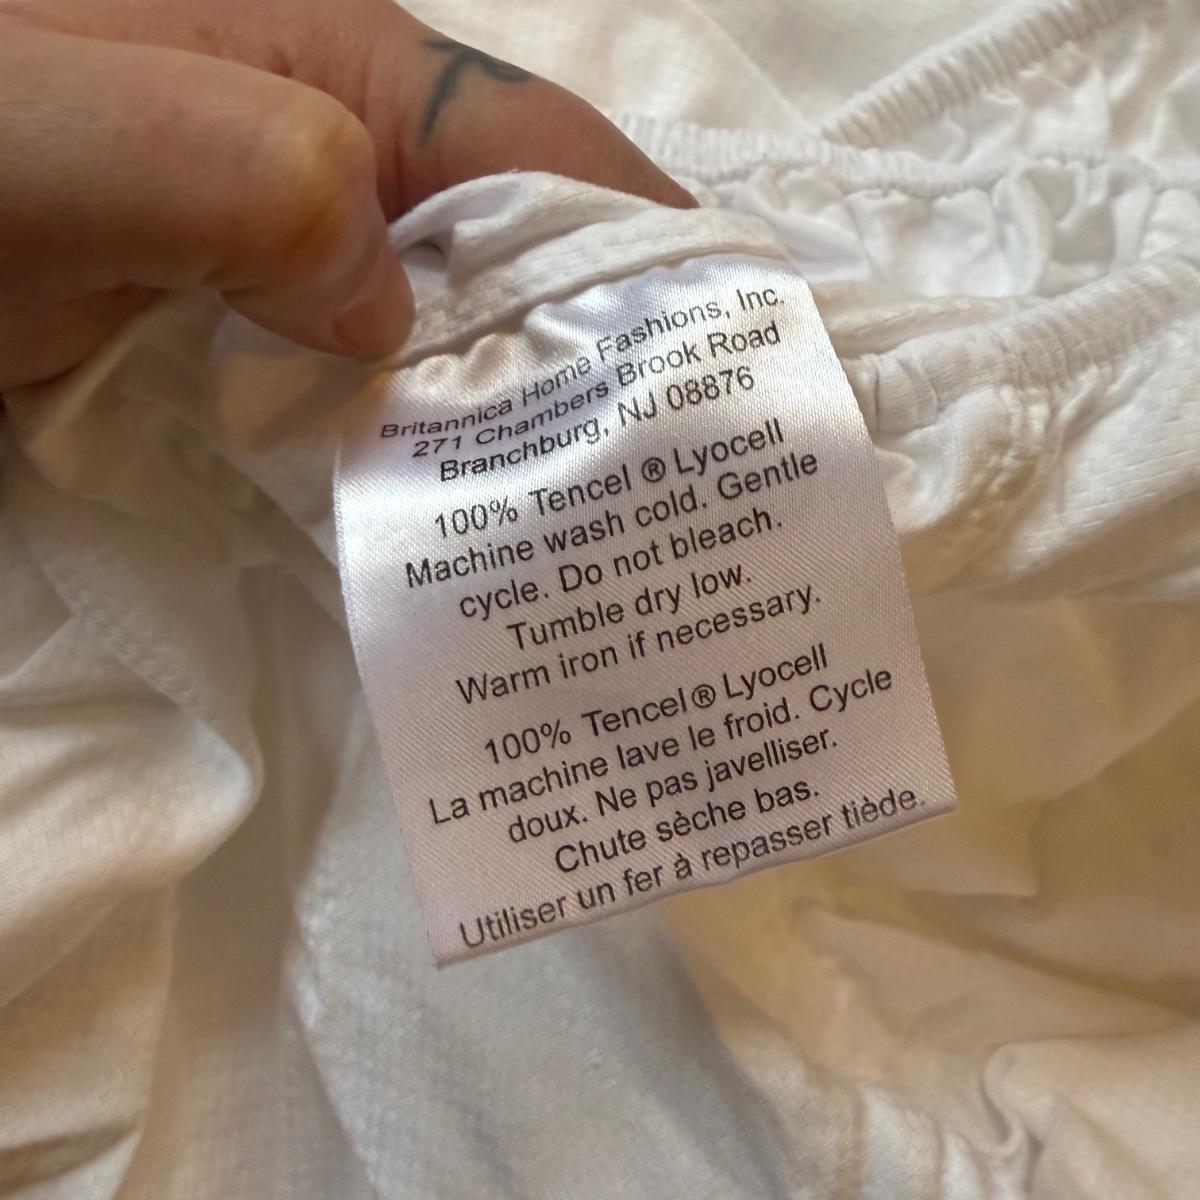 Britannica Home Fashions, Inc.
271 Chambers Brook Road
Branchburg, NJ 08876
100% Tencel ® Lyocell
Machine wash cold. Gentle
cycle. Do not bleach.
Tumble dry low.
Warm iron if necessary.
100% Tencel® Lyocell
La machine lave le froid. Cycle
doux. Ne pas javelliser.
Chute sèche bas.
Utiliser un fer à repasser tiède.